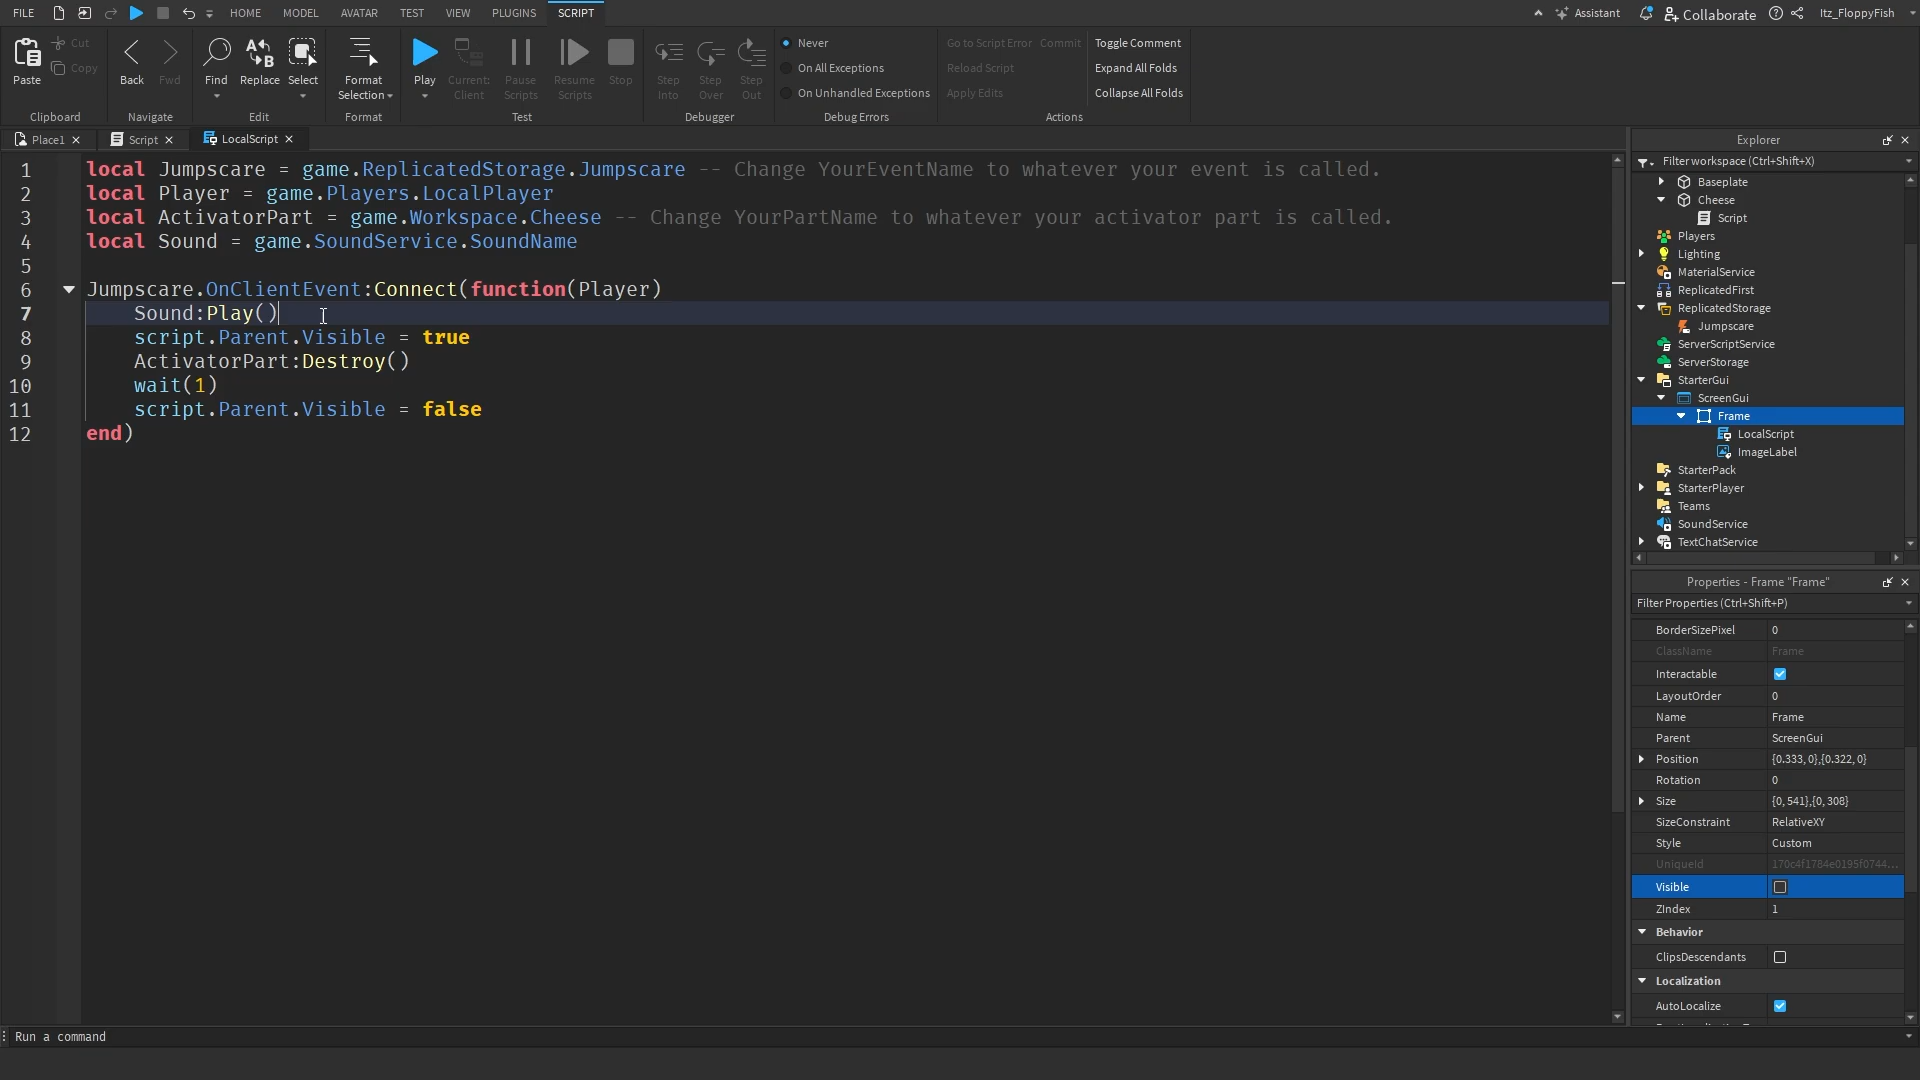 FILE HOME MODEL AVATAR TEST VIEW PLUGINS SCRIPT Assistant Collaborate Itz_FloppyFish
Paste Cut Copy
Clipboard
Back Fwd
Navigate
Find Replace Select
Edit
Format Selection
Format
Play Current: Client Pause Scripts Resume Scripts Stop
Test
Step Into Step Over Step Out
Debugger
Never
On All Exceptions
On Unhandled Exceptions
Debug Errors
Go to Script Error Commit Toggle Comment
Reload Script Expand All Folds
Apply Edits Collapse All Folds
Actions
Place1 Script LocalScript
1 local Jumpscare = game.ReplicatedStorage.Jumpscare -- Change YourEventName to whatever your event is called.
2 local Player = game.Players.LocalPlayer
3 local ActivatorPart = game.Workspace.Cheese -- Change YourPartName to whatever your activator part is called.
4 local Sound = game.SoundService.SoundName
5
6 Jumpscare.OnClientEvent:Connect(function(Player)
7 Sound:Play()
8 script.Parent.Visible = true
9 ActivatorPart:Destroy()
10 wait(1)
11 script.Parent.Visible = false
12 end)
Explorer
Filter workspace (Ctrl+Shift+X)
Baseplate
Cheese
Script
Players
Lighting
MaterialService
ReplicatedFirst
ReplicatedStorage
Jumpscare
ServerScriptService
ServerStorage
StarterGui
ScreenGui
Frame
LocalScript
ImageLabel
StarterPack
StarterPlayer
Teams
SoundService
TextChatService
Properties - Frame "Frame"
Filter Properties (Ctrl+Shift+P)
BorderSizePixel 0
ClassName Frame
Interactable
LayoutOrder 0
Name Frame
Parent ScreenGui
Position {0.333, 0},{0.322, 0}
Rotation 0
Size {0, 541},{0, 308}
SizeConstraint RelativeXY
Style Custom
UniqueId 170c4f1784e0195f0744...
Visible
ZIndex 1
Behavior
ClipsDescendants
Localization
AutoLocalize
Run a command